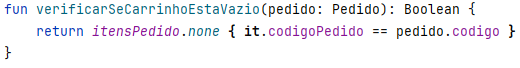 fun verificarSeCarrinhoEstaVazio(pedido: Pedido): Boolean {
    return itensPedido.none { it.codigoPedido == pedido.codigo }
}